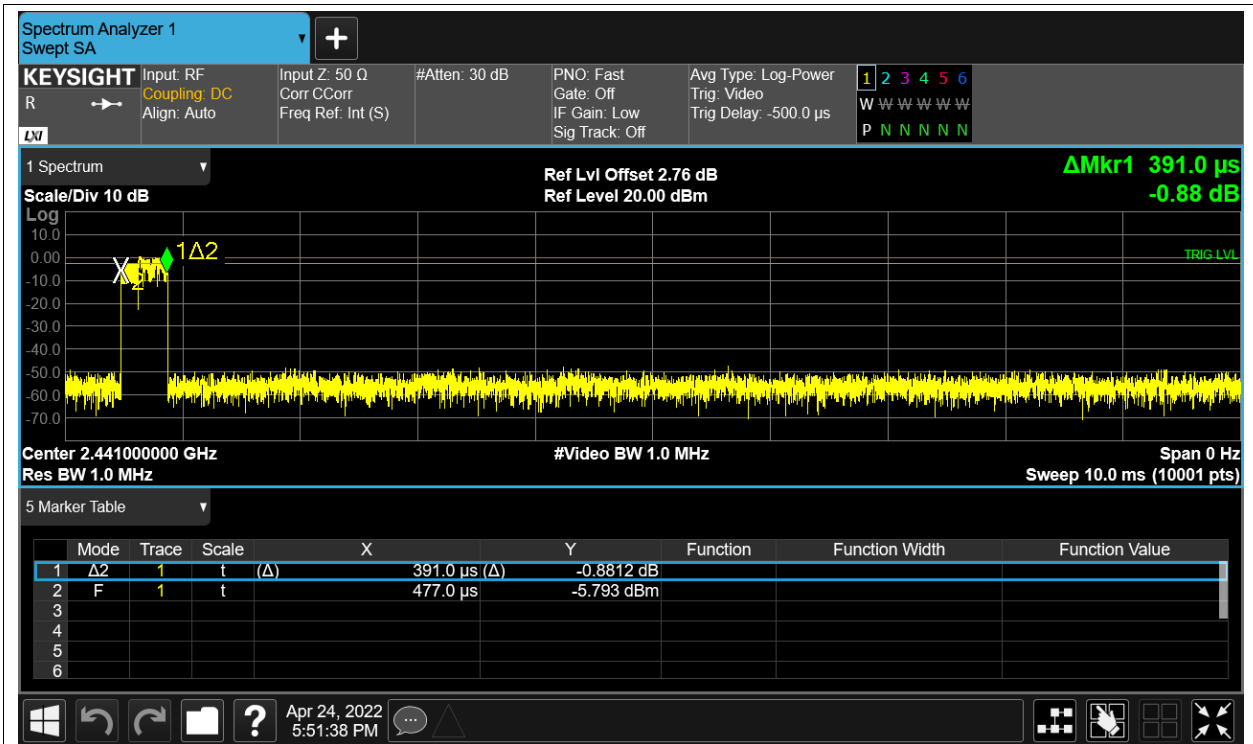 Spectrum Analyzer 1
Swept SA
+
KEYSIGHT Input: RF Input Z: 50 Ω #Atten: 30 dB PNO: Fast Avg Type: Log-Power 1 2 3 4 5 6
R Coupling: DC Corr CCorr Gate: Off Trig: Video W W W W W W
Align: Auto Freq Ref: Int (S) IF Gain: Low Trig Delay: -500.0 µs
LXI Sig Track: Off P N N N N N
1 Spectrum Ref Lvl Offset 2.76 dB ΔMkr1 391.0 µs
Scale/Div 10 dB Ref Level 20.00 dBm -0.88 dB
Log
10.0
1Δ2
0.00 TRIG LVL
X 2
-10.0
-20.0
-30.0
-40.0
-50.0
-60.0
-70.0
Center 2.441000000 GHz #Video BW 1.0 MHz Span 0 Hz
Res BW 1.0 MHz Sweep 10.0 ms (10001 pts)
5 Marker Table
Mode Trace Scale X Y Function Function Width Function Value
1 Δ2 1 t (Δ) 391.0 µs (Δ) -0.8812 dB
2 F 1 t 477.0 µs -5.793 dBm
3
4
5
6
? Apr 24, 2022
5:51:38 PM